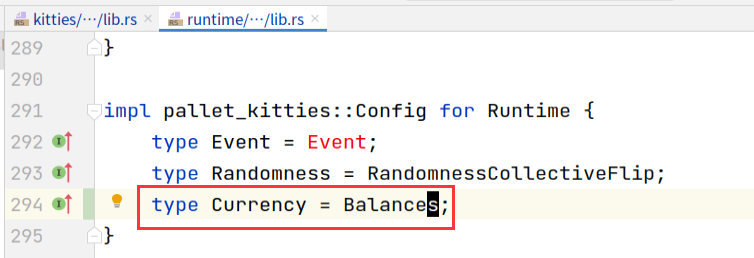 kitties/···/lib.rs × runtime/···/lib.rs ×
289 }
290
291 impl pallet_kitties::Config for Runtime {
292 type Event = Event;
293 type Randomness = RandomnessCollectiveFlip;
294 type Currency = Balances;
295 }